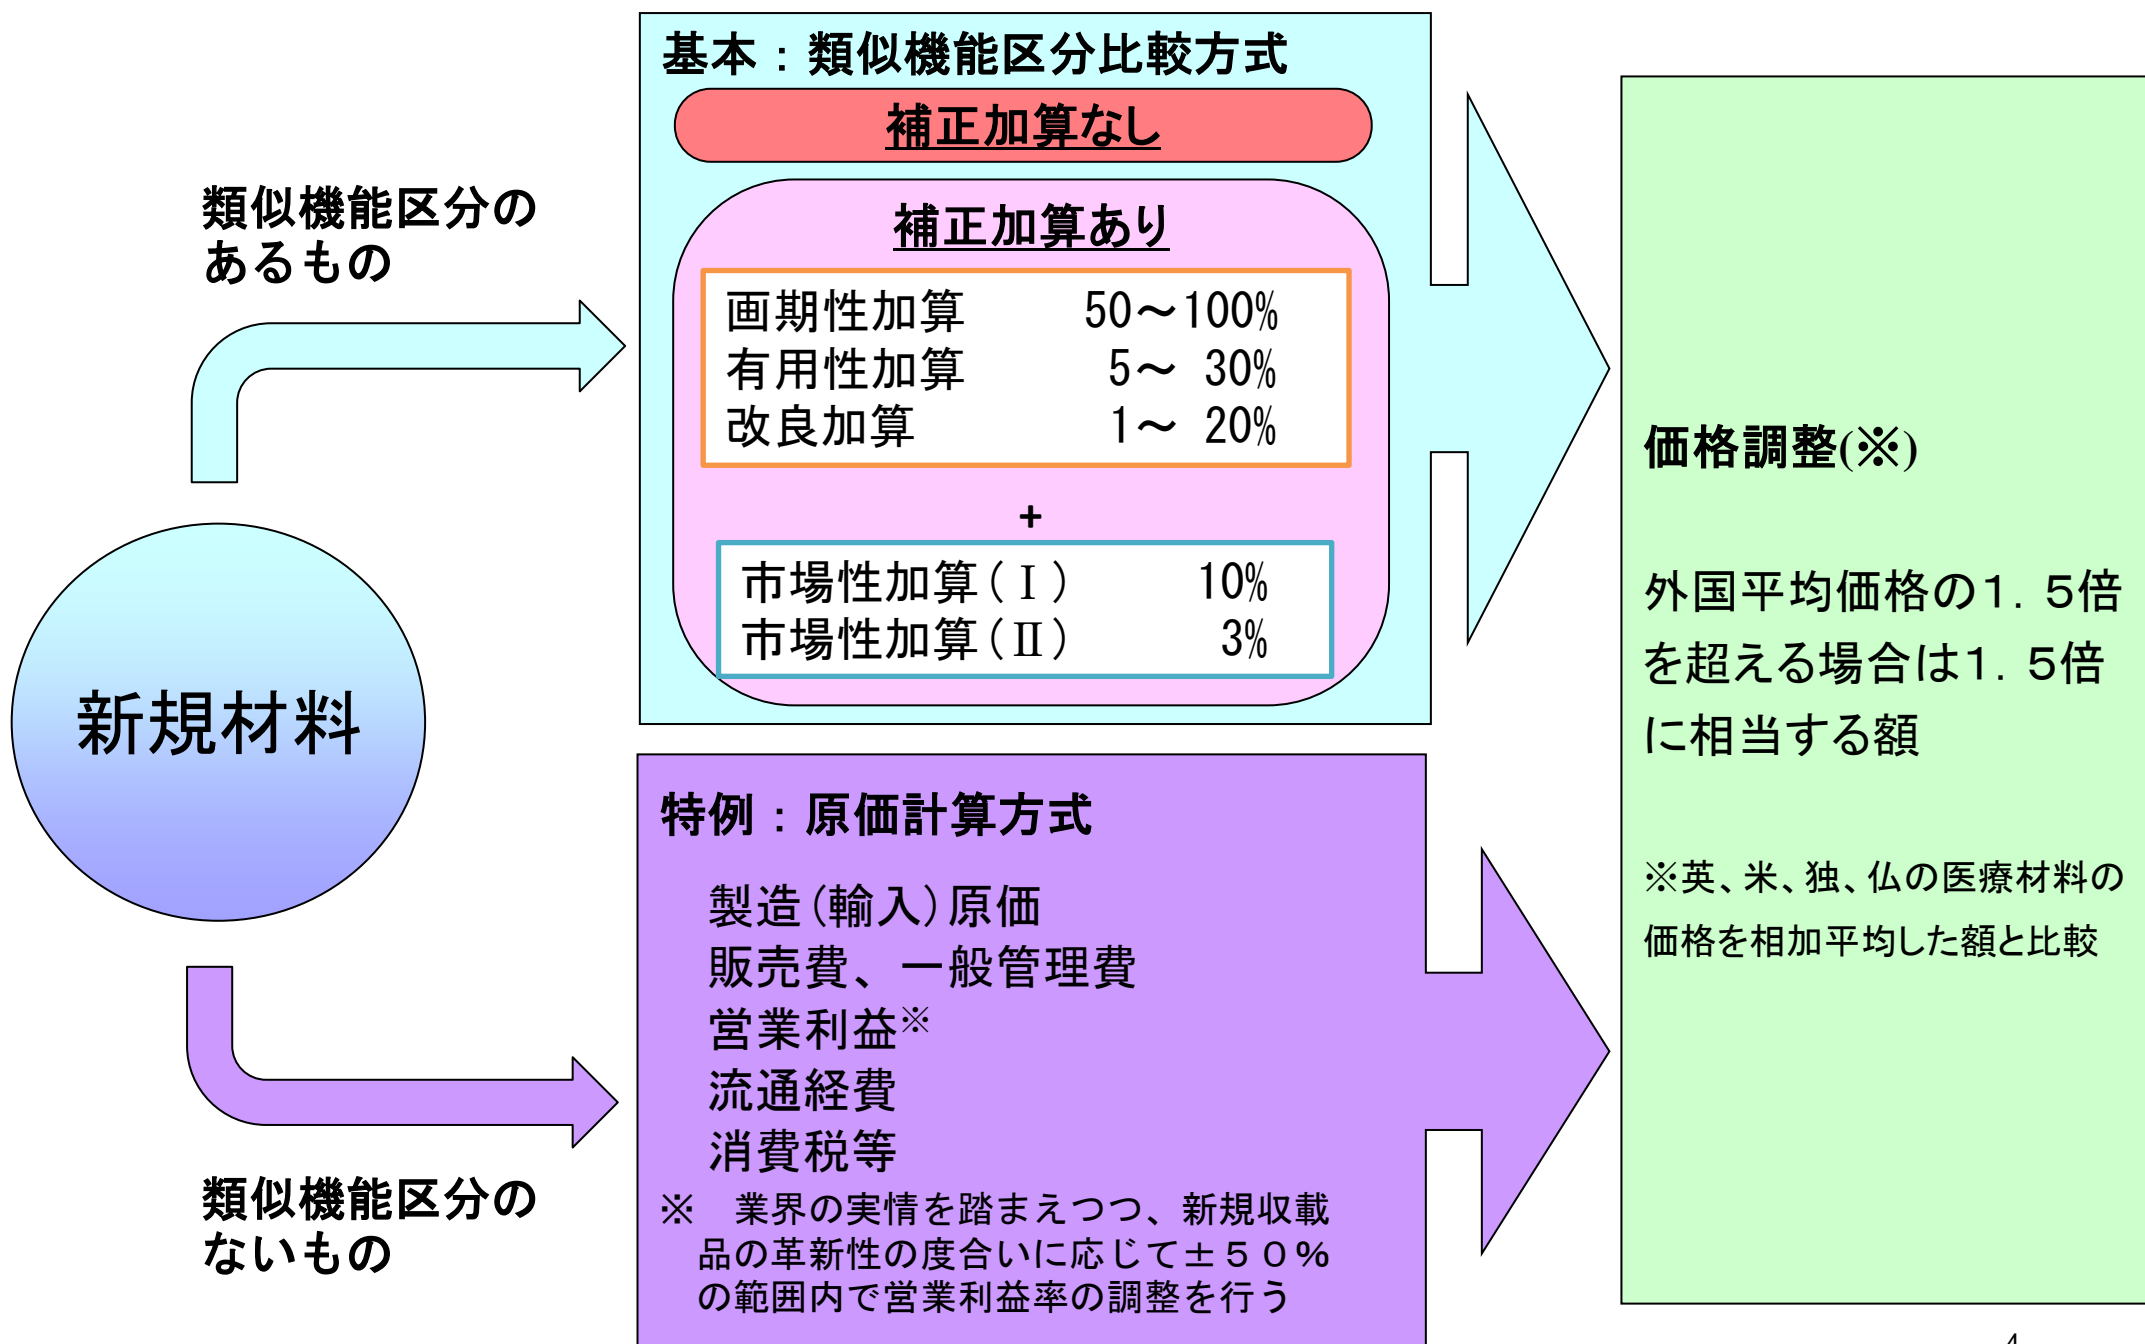 基本：類似機能区分比較方式
補正加算なし
補正加算あり
画期性加算 50～100%
有用性加算 5～ 30%
改良加算 1～ 20%
+
市場性加算(Ⅰ) 10%
市場性加算(Ⅱ) 3%
類似機能区分の
あるもの
新規材料
類似機能区分の
ないもの
特例：原価計算方式
製造(輸入)原価
販売費、一般管理費
営業利益※
流通経費
消費税等
※　業界の実情を踏まえつつ、新規収載
品の革新性の度合いに応じて±５０%
の範囲内で営業利益率の調整を行う
価格調整(※)
外国平均価格の１．５倍
を超える場合は１．５倍
に相当する額
※英、米、独、仏の医療材料の
価格を相加平均した額と比較
4